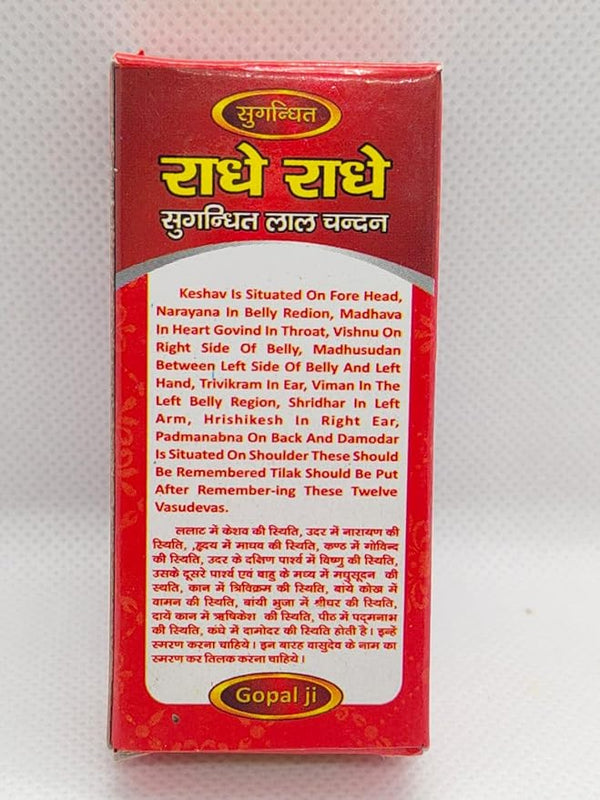 सुगन्धित
राधे राधे
सुगन्धित लाल चन्दन
Keshav Is Situated On Fore Head,
Narayana In Belly Redion, Madhava
In Heart Govind In Throat, Vishnu On
Right Side Of Belly, Madhusudan
Between Left Side Of Belly And Left
Hand, Trivikram In Ear, Viman In The
Left Belly Region, Shridhar In Left
Arm, Hrishikesh In Right Ear,
Padmanabna On Back And Damodar
Is Situated On Shoulder These Should
Be Remembered Tilak Should Be Put
After Remember-ing These Twelve
Vasudevas.
ललाट में केशव की स्थिति, उदर में नारायण की
स्थिति, ,हृदय में माधव की स्थिति, कण्ठ में गोविन्द
की स्थिति, उदर के दक्षिण पार्श्व में विष्णु की स्थिति,
उसके दूसरे पार्श्व एवं बाहु के मध्य में मधुसूदन की
स्थति, कान में त्रिविक्रम की स्थिति, बाये कोख में
वामन की स्थिति, बांयी भुजा में श्रीधर की स्थिति,
दाये कान में ऋषिकेश की स्थिति, पीठ में पद्मनाभ
की स्थिति, कंधे में दामोदर की स्थिति होती है। इन्हें
स्मरण करना चाहिये। इन बारह वासुदेव के नाम का
स्मरण कर तिलक करना चाहिये।
Gopal ji